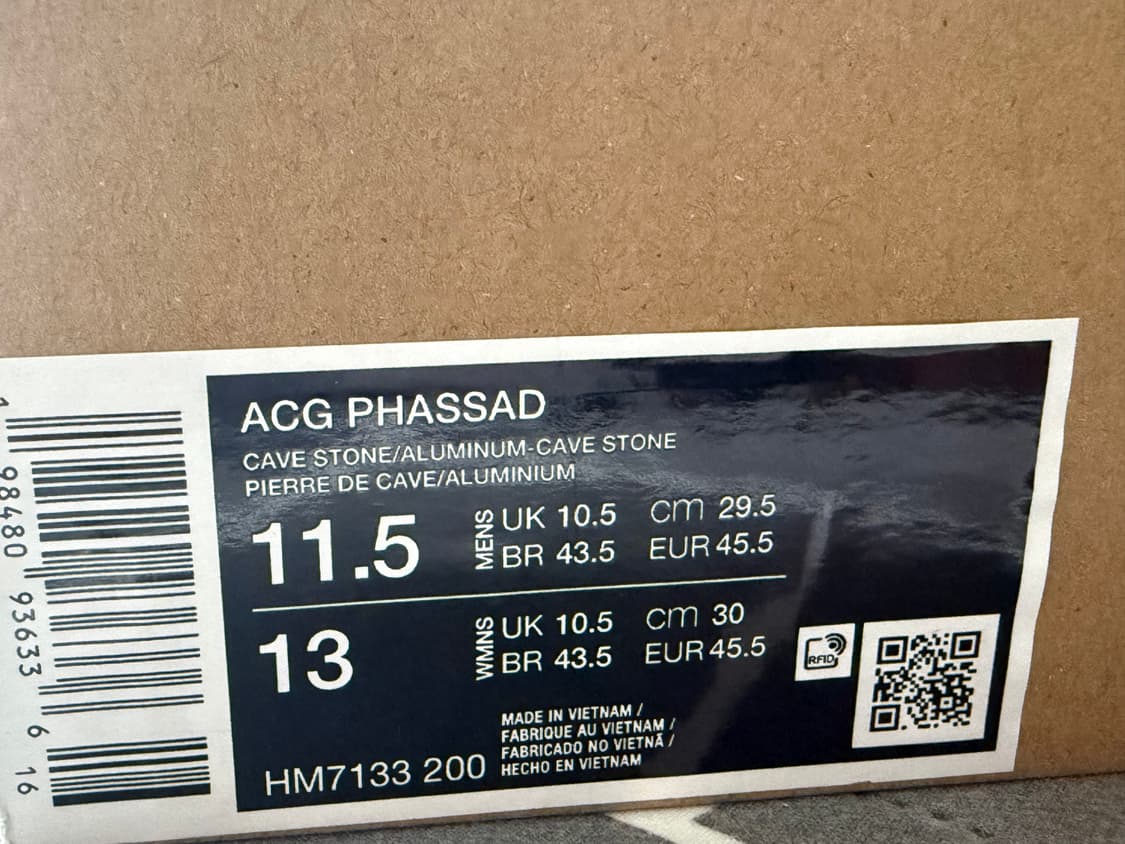 ACG PHASSAD
CAVE STONE/ALUMINUM-CAVE STONE
PIERRE DE CAVE/ALUMINIUM
11.5 MENS UK 10.5 cm 29.5
BR 43.5 EUR 45.5
13 WMNS UK 10.5 cm 30
BR 43.5 EUR 45.5
RFID
MADE IN VIETNAM /
FABRIQUE AU VIETNAM /
FABRICADO NO VIETNÃ /
HECHO EN VIETNAM
HM7133 200
1 98480 93633 6 16